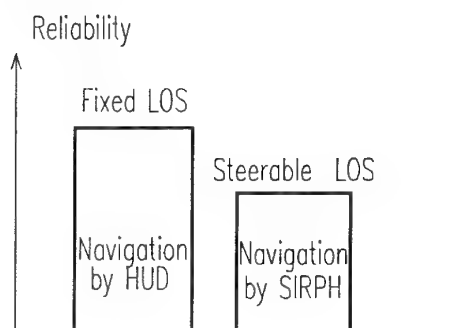 Reliability
Fixed LOS
Steerable LOS
Navigation
by HUD
Navigation
by SIRPH